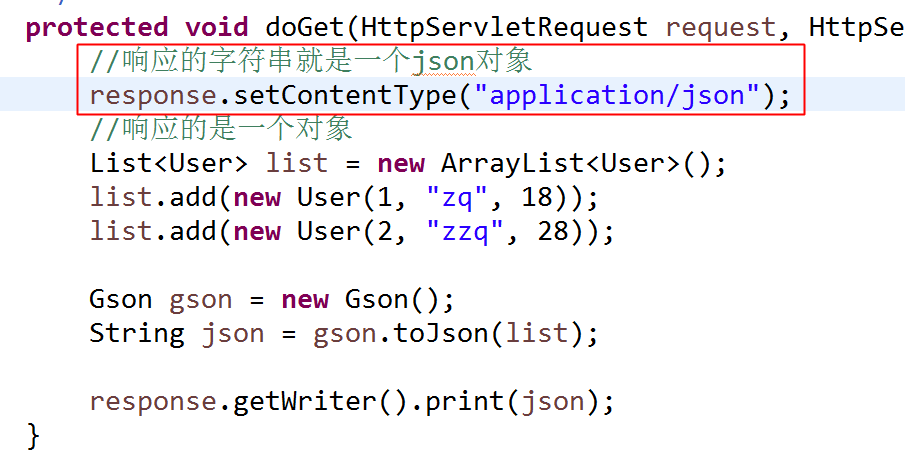 protected void doGet(HttpServletRequest request, HttpSe
//响应的字符串就是一个json对象
response.setContentType("application/json");
//响应的是一个对象
List<User> list = new ArrayList<User>();
list.add(new User(1, "zq", 18));
list.add(new User(2, "zzq", 28));
Gson gson = new Gson();
String json = gson.toJson(list);
response.getWriter().print(json);
}